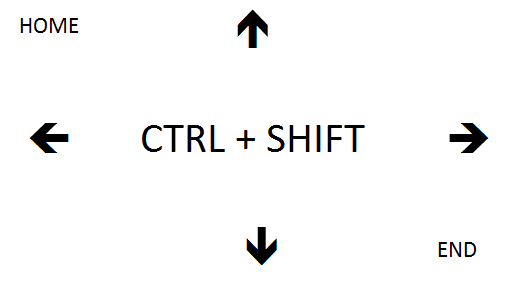 HOME
CTRL + SHIFT
END